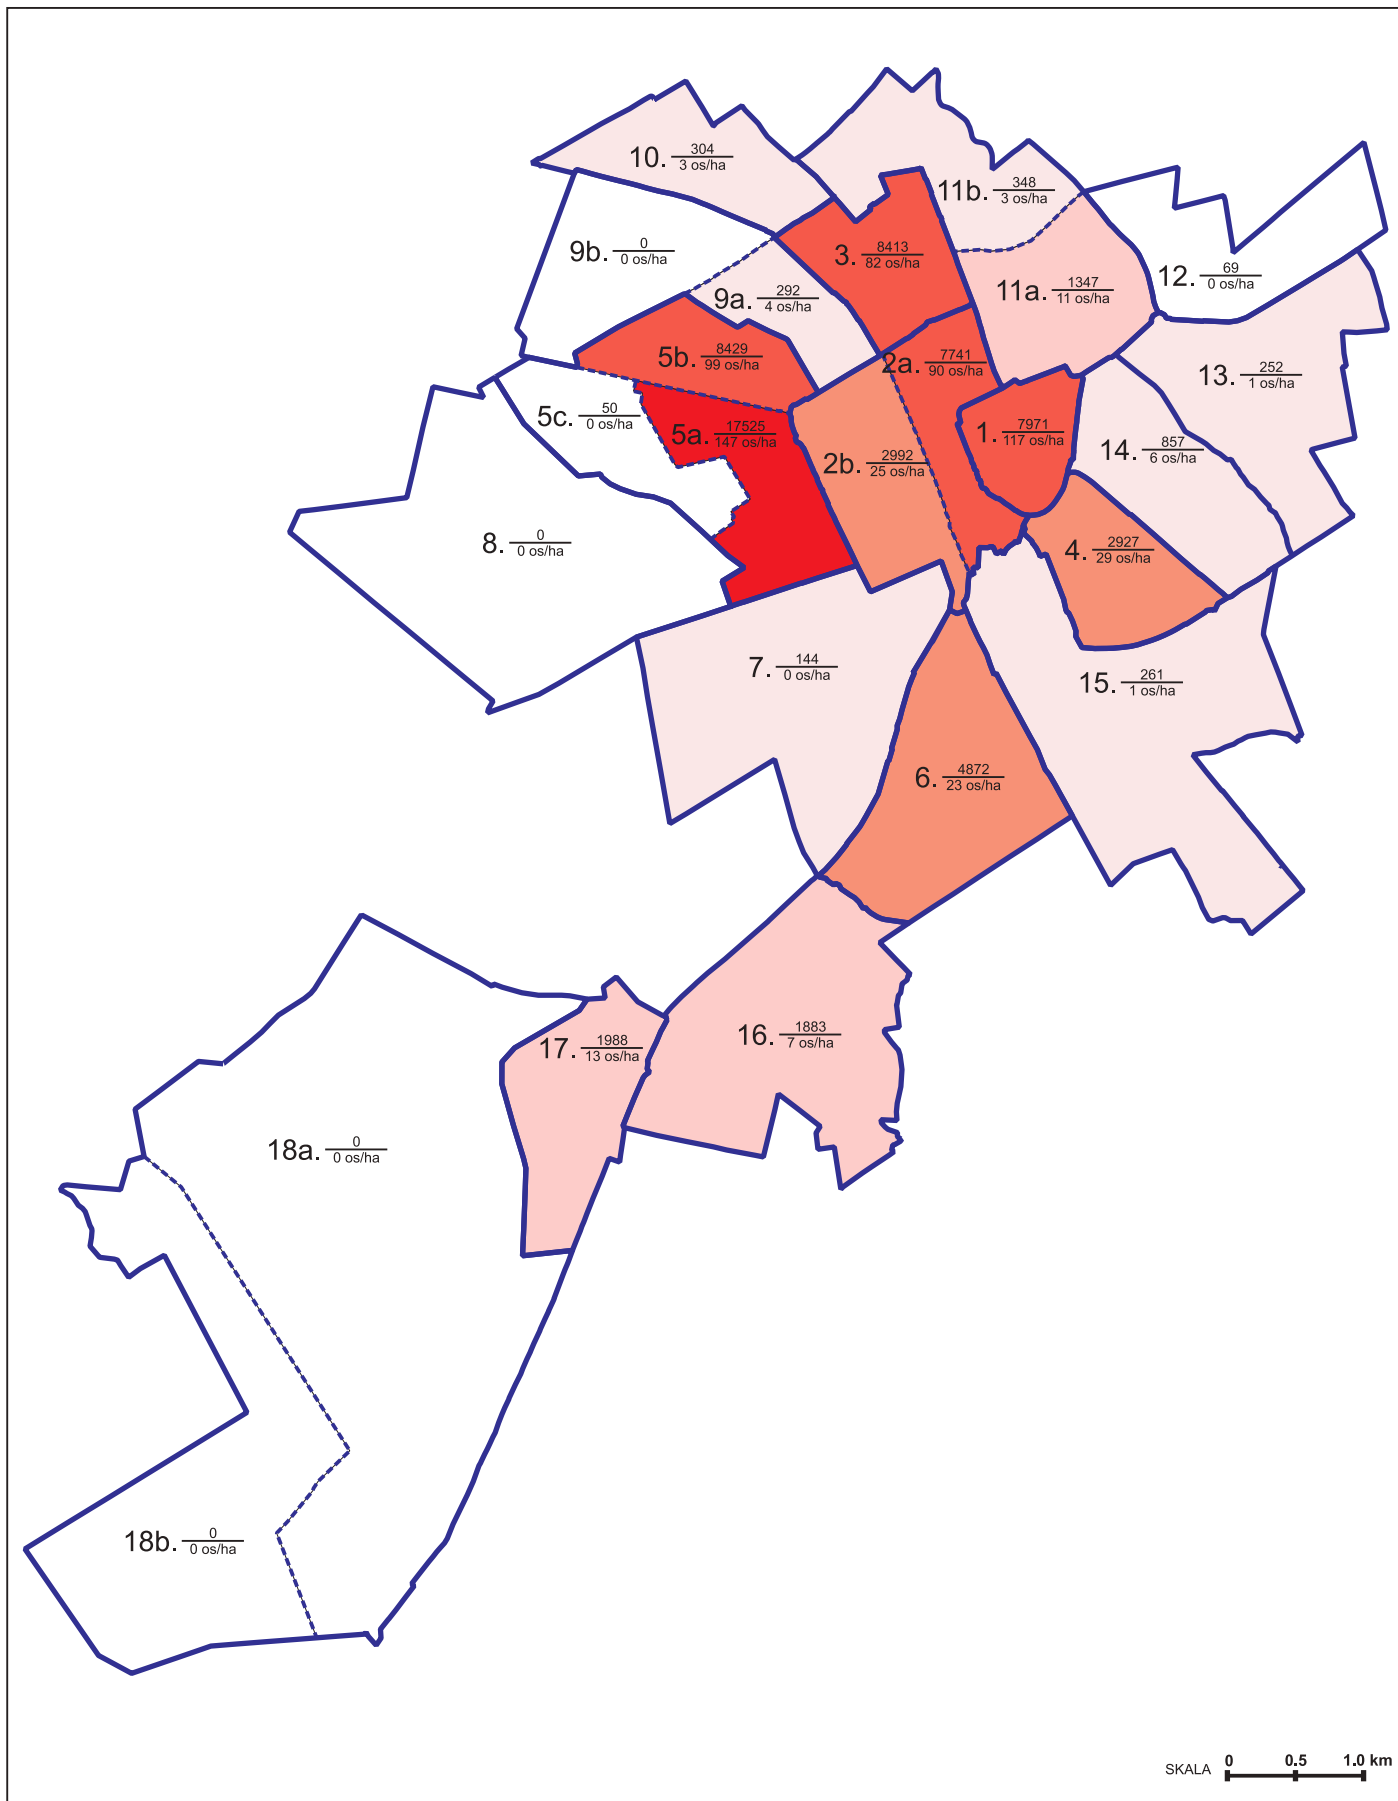 10. 304
3 os/ha
11b. 348
3 os/ha
9b. 0
0 os/ha
3. 8413
82 os/ha
12. 69
0 os/ha
9a. 292
4 os/ha
11a. 1347
11 os/ha
5b. 8429
99 os/ha
2a. 7741
90 os/ha
13. 252
1 os/ha
5c. 50
0 os/ha
5a. 17525
147 os/ha
1. 7971
117 os/ha
2b. 2992
25 os/ha
14. 857
6 os/ha
8. 0
0 os/ha
4. 2927
29 os/ha
7. 144
0 os/ha
15. 261
1 os/ha
6. 4872
23 os/ha
17. 1988
13 os/ha
16. 1883
7 os/ha
18a. 0
0 os/ha
18b. 0
0 os/ha
SKALA 0 0.5 1.0 km